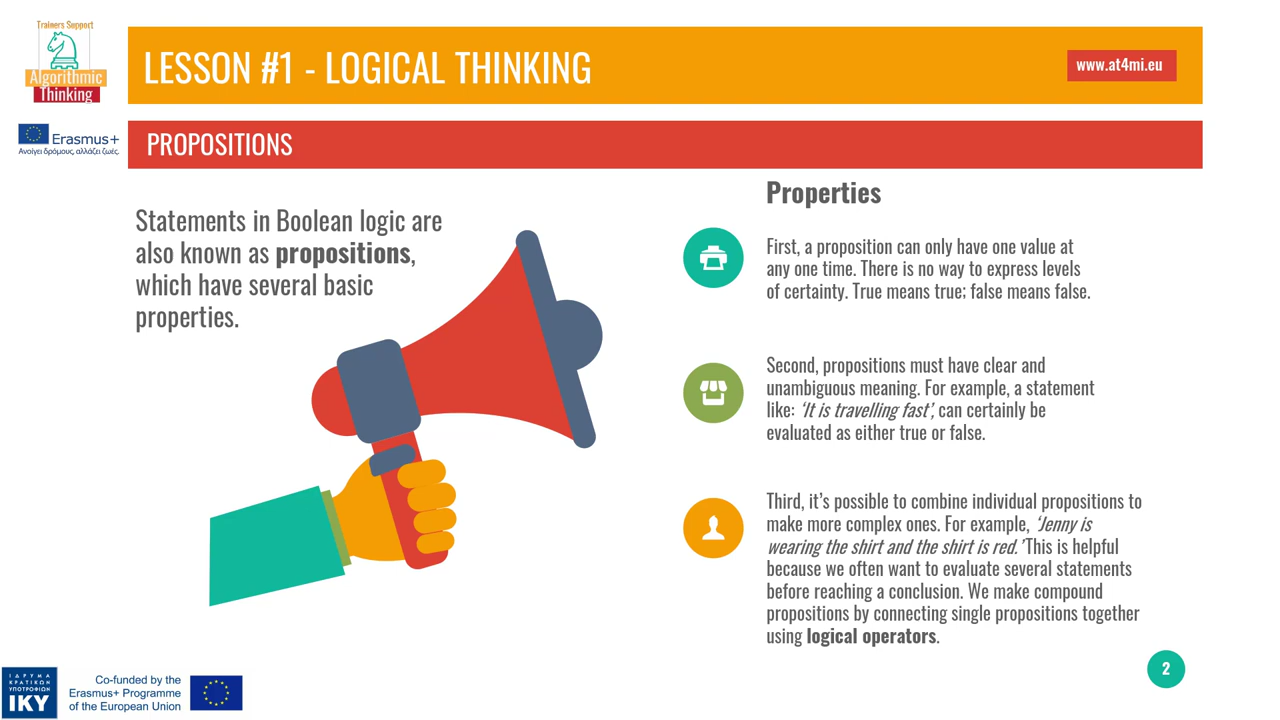 Trainers Support
Algorithmic
Thinking
LESSON #1 - LOGICAL THINKING
www.at4mi.eu
Erasmus+
Ανοίγει δρόμους, αλλάζει ζωές.
PROPOSITIONS
Statements in Boolean logic are
also known as propositions,
which have several basic
properties.
Properties
First, a proposition can only have one value at
any one time. There is no way to express levels
of certainty. True means true; false means false.
Second, propositions must have clear and
unambiguous meaning. For example, a statement
like: ‘It is travelling fast’, can certainly be
evaluated as either true or false.
Third, it’s possible to combine individual propositions to
make more complex ones. For example, ‘Jenny is
wearing the shirt and the shirt is red.’ This is helpful
because we often want to evaluate several statements
before reaching a conclusion. We make compound
propositions by connecting single propositions together
using logical operators.
2
ΙΔΡΥΜΑ
ΚΡΑΤΙΚΩΝ
ΥΠΟΤΡΟΦΙΩΝ
ΙΚΥ
Co-funded by the
Erasmus+ Programme
of the European Union